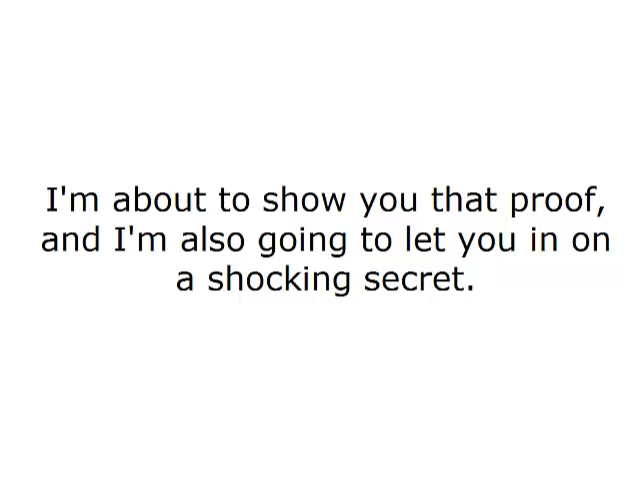 I'm about to show you that proof,
and I'm also going to let you in on
a shocking secret.